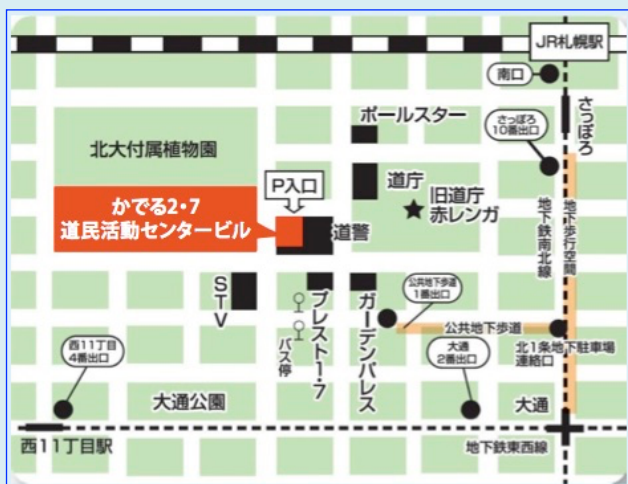 JR札幌駅
南口
さっぽろ
ポールスター
さっぽろ
10番出口
北大付属植物園
P入口
道庁
旧道庁
赤レンガ
かでる2・7
道民活動センタービル
道警
地下鉄南北線
地下歩行空間
STV
プレスト1・7
バス停
ガーデンパレス
公共地下歩道
1番出口
公共地下歩道
北1条地下駐車場
連絡口
西11丁目
4番出口
大通
2番出口
大通公園
大通
西11丁目駅
地下鉄東西線